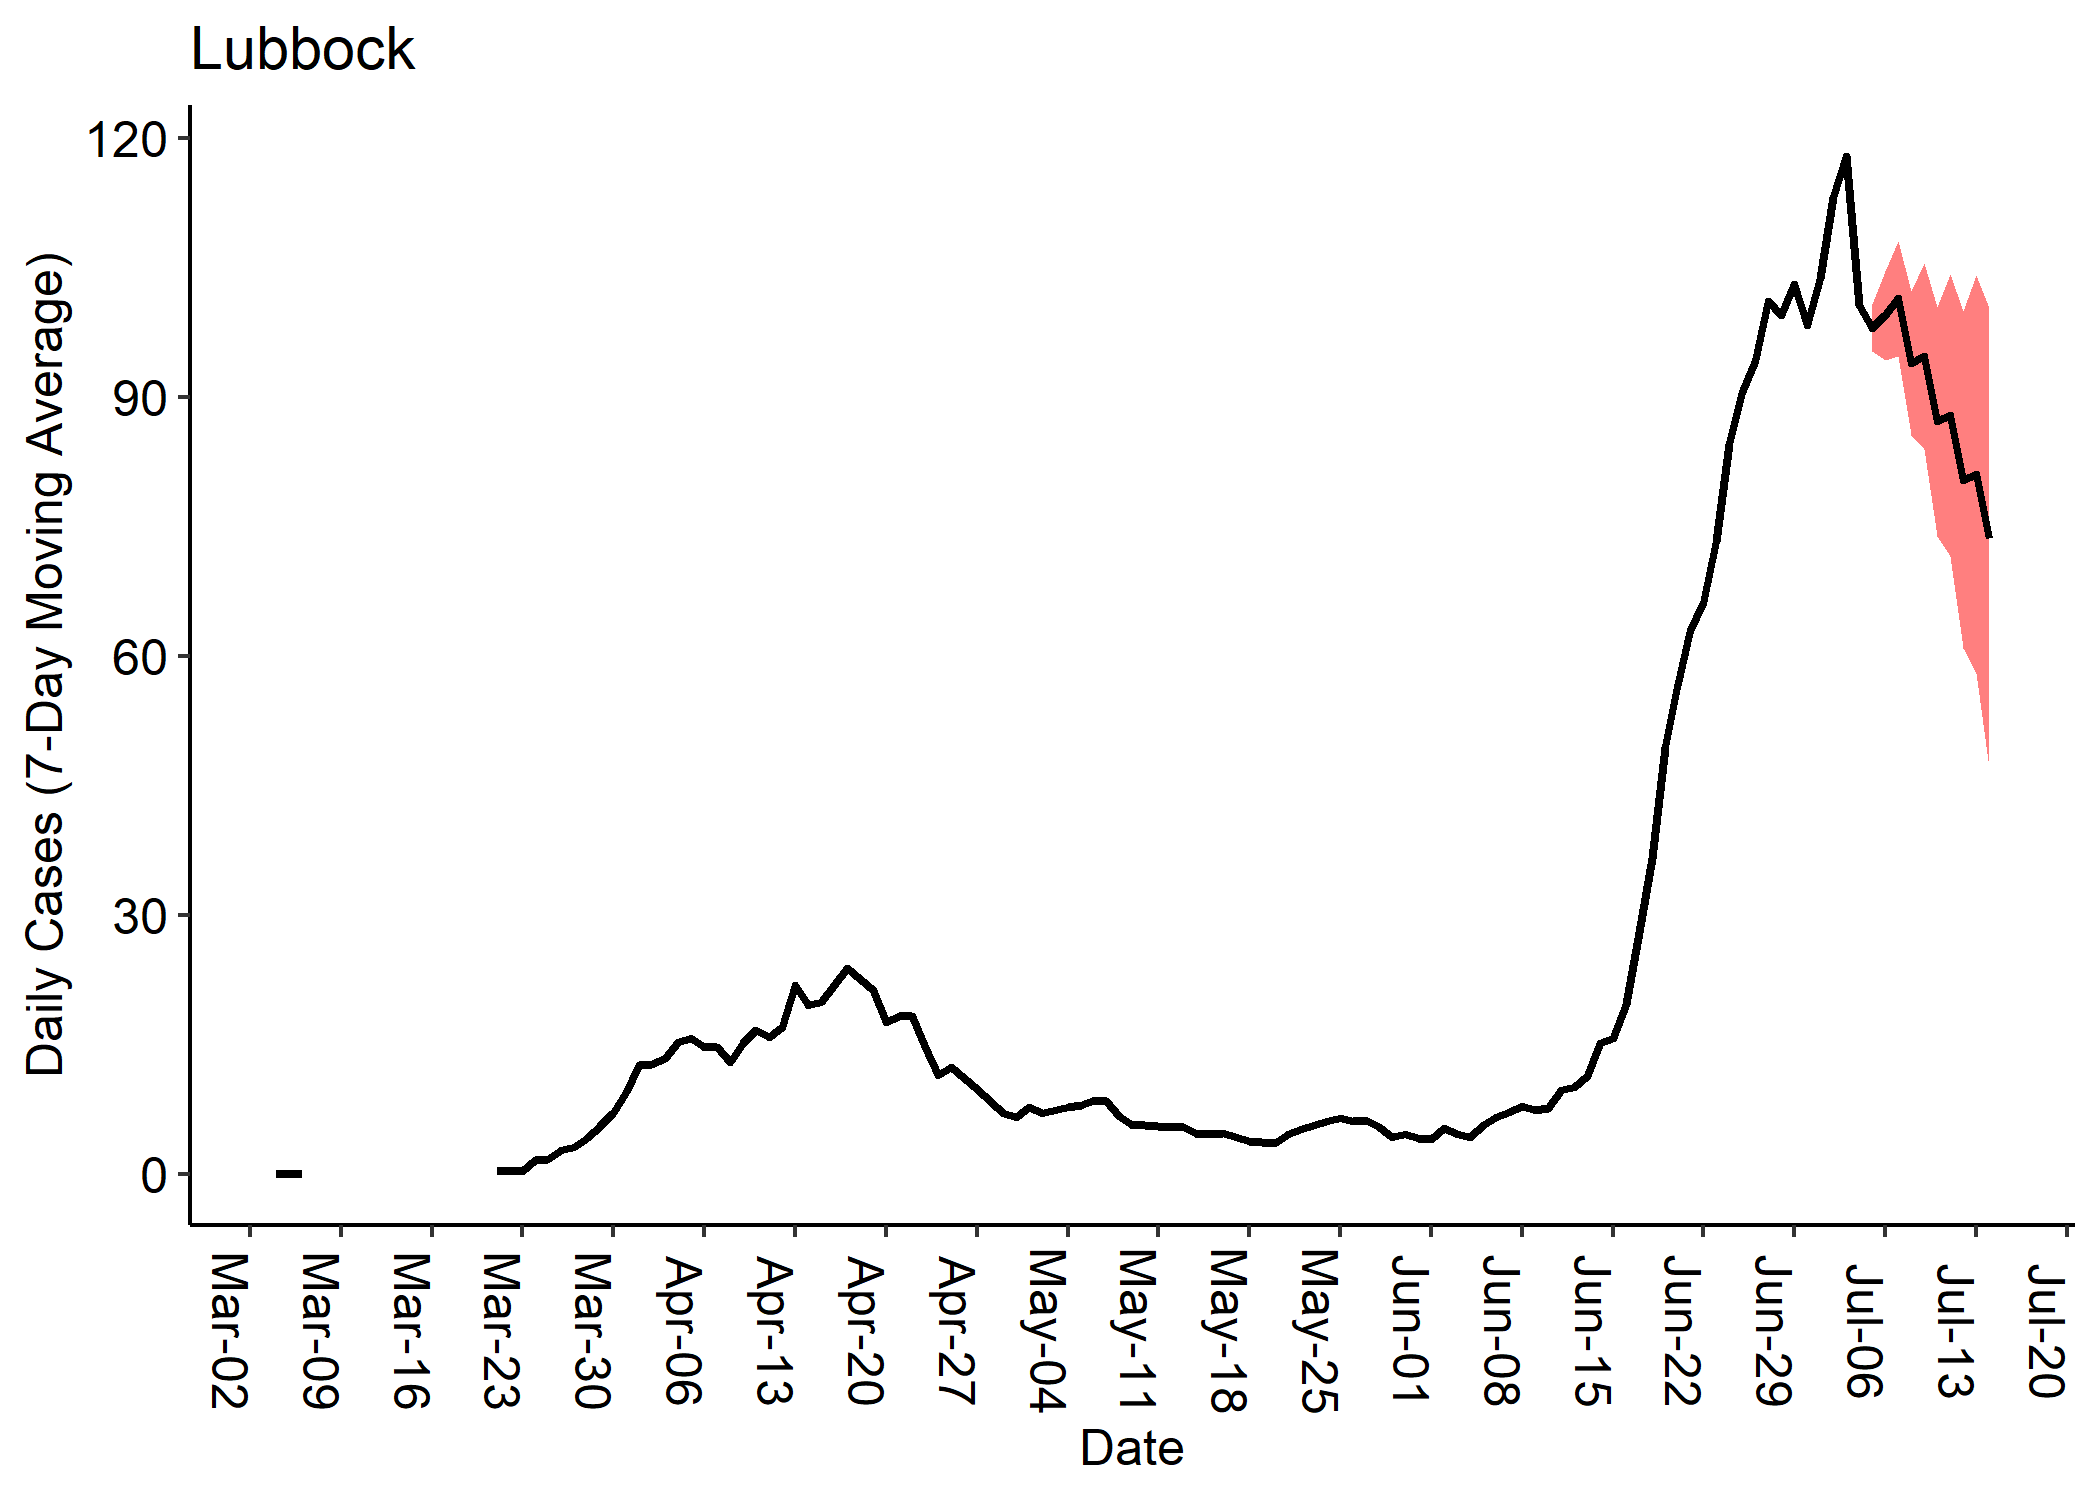 Lubbock
Daily Cases (7-Day Moving Average)
120
90
60
30
0
Mar-02
Mar-09
Mar-16
Mar-23
Mar-30
Apr-06
Apr-13
Apr-20
Apr-27
May-04
May-11
May-18
May-25
Jun-01
Jun-08
Jun-15
Jun-22
Jun-29
Jul-06
Jul-13
Jul-20
Date